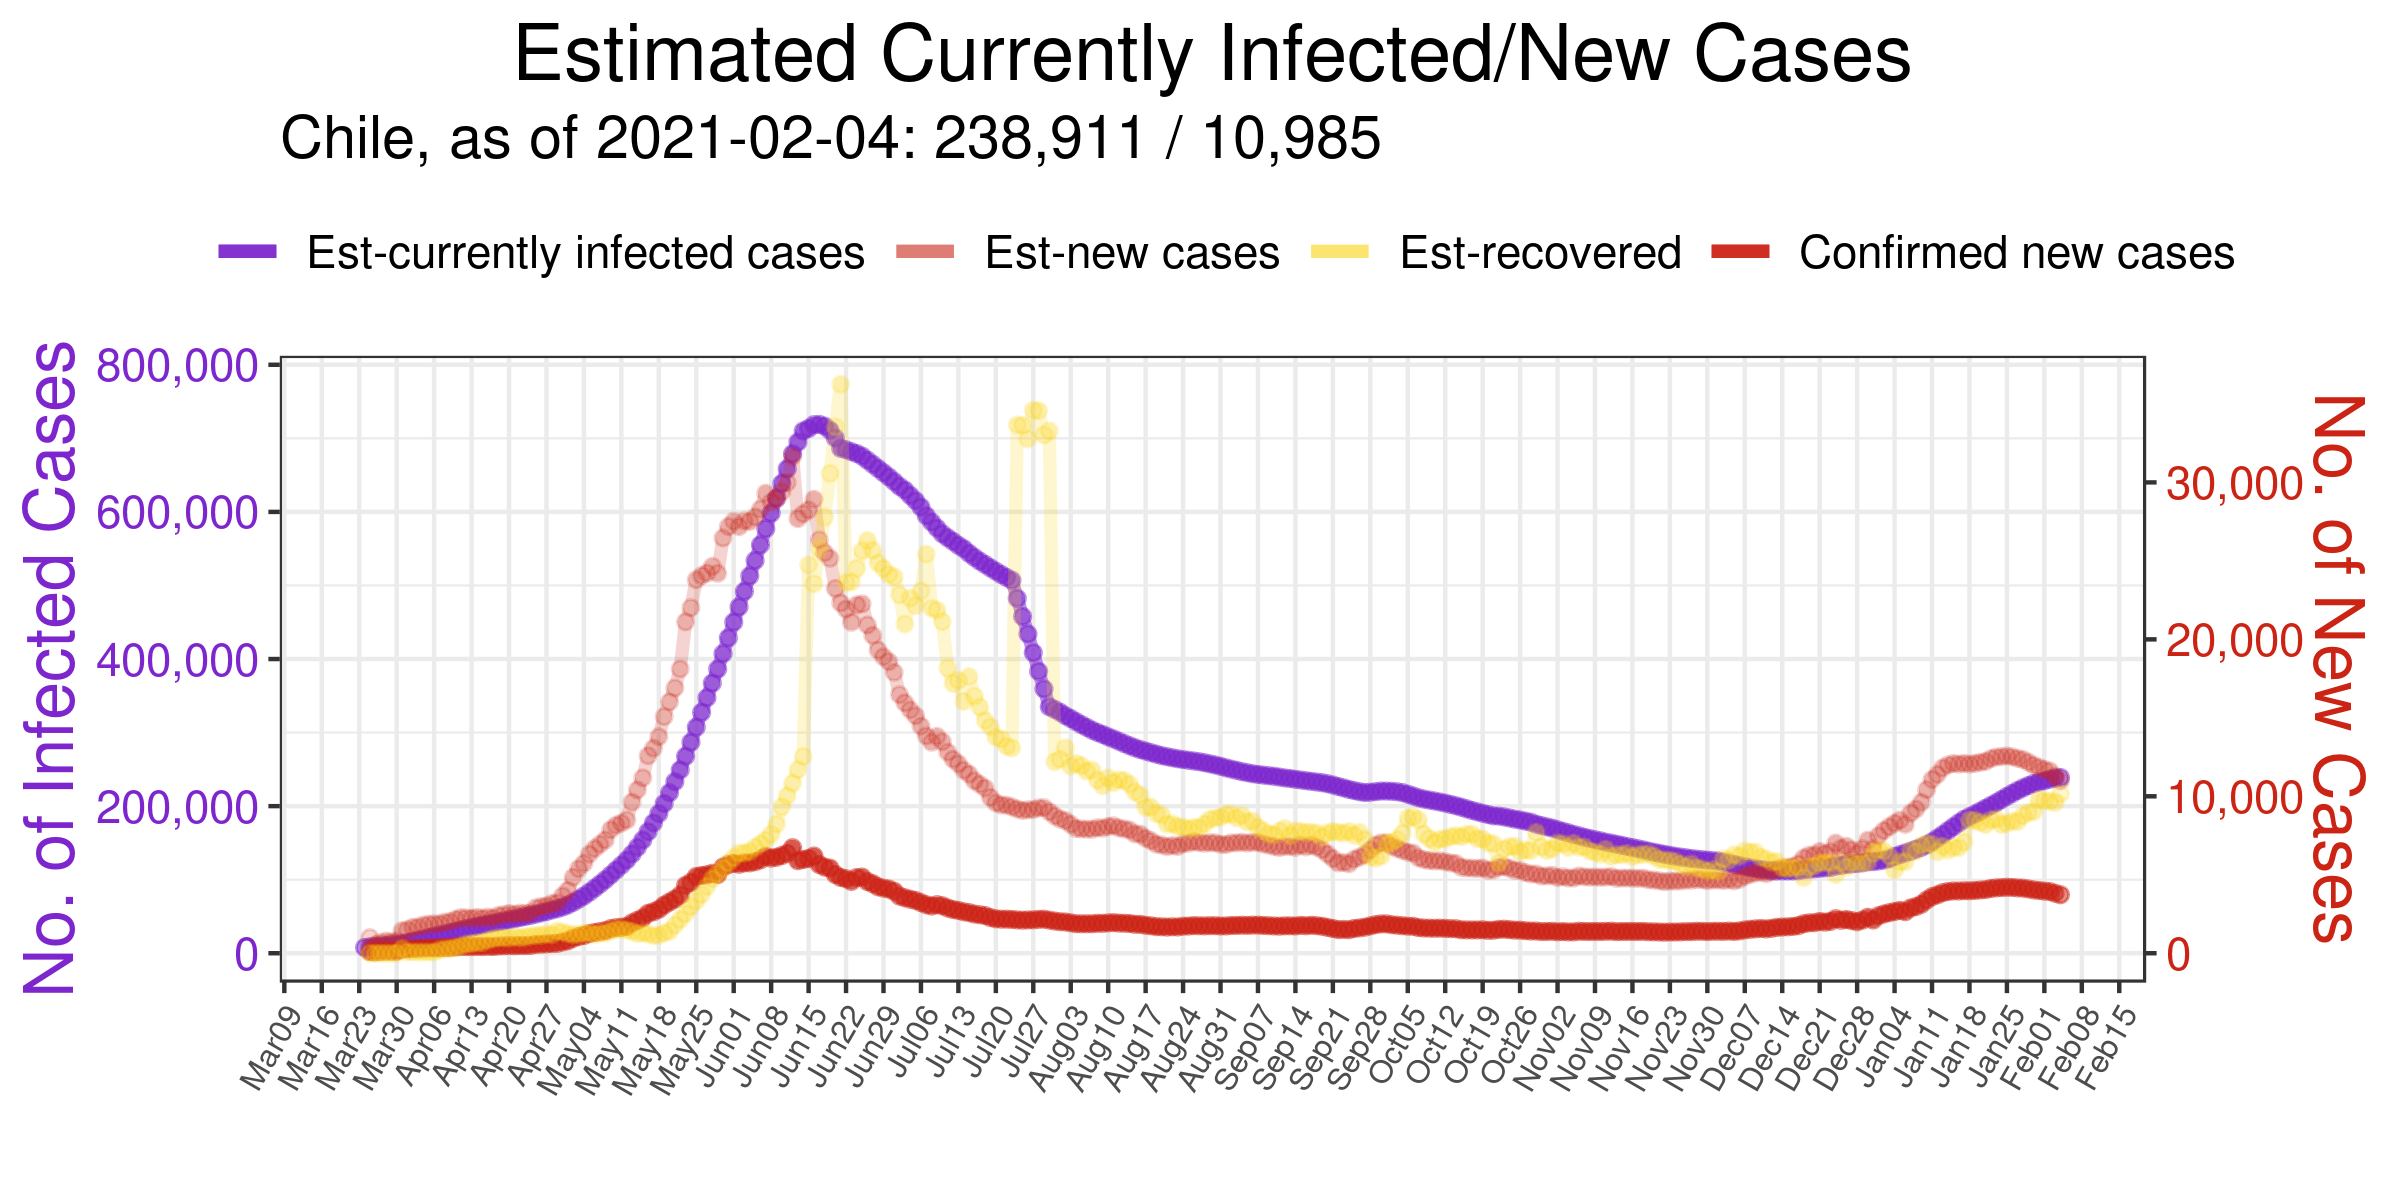 Estimated Currently Infected/New Cases
Chile, as of 2021-02-04: 238,911 / 10,985
Est-currently infected cases Est-new cases Est-recovered Confirmed new cases
No. of Infected Cases
800,000
600,000
400,000
200,000
0
30,000
20,000
10,000
0
No. of New Cases
Mar09 Mar16 Mar23 Mar30 Apr06 Apr13 Apr20 Apr27 May04 May11 May18 May25 Jun01 Jun08 Jun15 Jun22 Jun29 Jul06 Jul13 Jul20 Jul27 Aug03 Aug10 Aug17 Aug24 Aug31 Sep07 Sep14 Sep21 Sep28 Oct05 Oct12 Oct19 Oct26 Nov02 Nov09 Nov16 Nov23 Nov30 Dec07 Dec14 Dec21 Dec28 Jan04 Jan11 Jan18 Jan25 Feb01 Feb08 Feb15